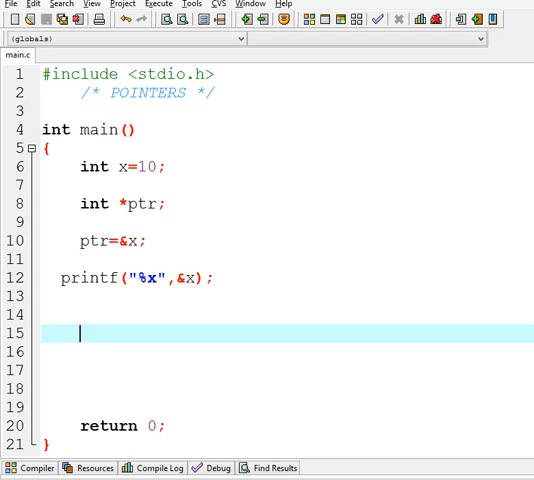 File Edit Search View Project Execute Tools CVS Window Help
(globals)
main.c
1 #include <stdio.h>
2 /* POINTERS */
3
4 int main()
5 {
6 int x=10;
7
8 int *ptr;
9
10 ptr=&x;
11
12 printf("%x",&x);
13
14
15
16
17
18
19
20 return 0;
21 }
Compiler Resources Compile Log Debug Find Results